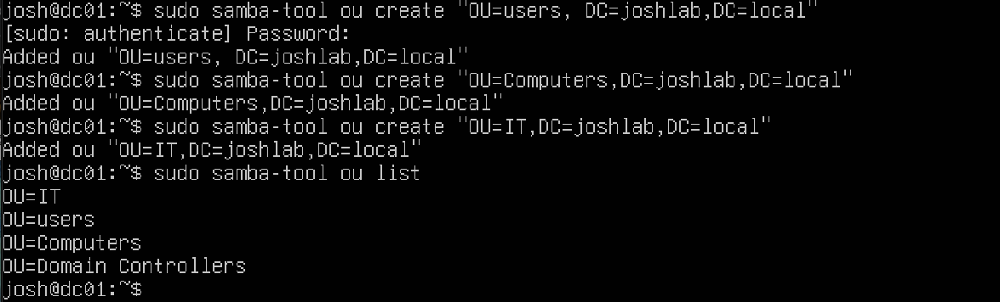 josh@dc01:~$ sudo samba-tool ou create "OU=users, DC=joshlab,DC=local"
[sudo: authenticate] Password:
Added ou "OU=users, DC=joshlab,DC=local"
josh@dc01:~$ sudo samba-tool ou create "OU=Computers,DC=joshlab,DC=local"
Added ou "OU=Computers,DC=joshlab,DC=local"
josh@dc01:~$ sudo samba-tool ou create "OU=IT,DC=joshlab,DC=local"
Added ou "OU=IT,DC=joshlab,DC=local"
josh@dc01:~$ sudo samba-tool ou list
OU=IT
OU=users
OU=Computers
OU=Domain Controllers
josh@dc01:~$